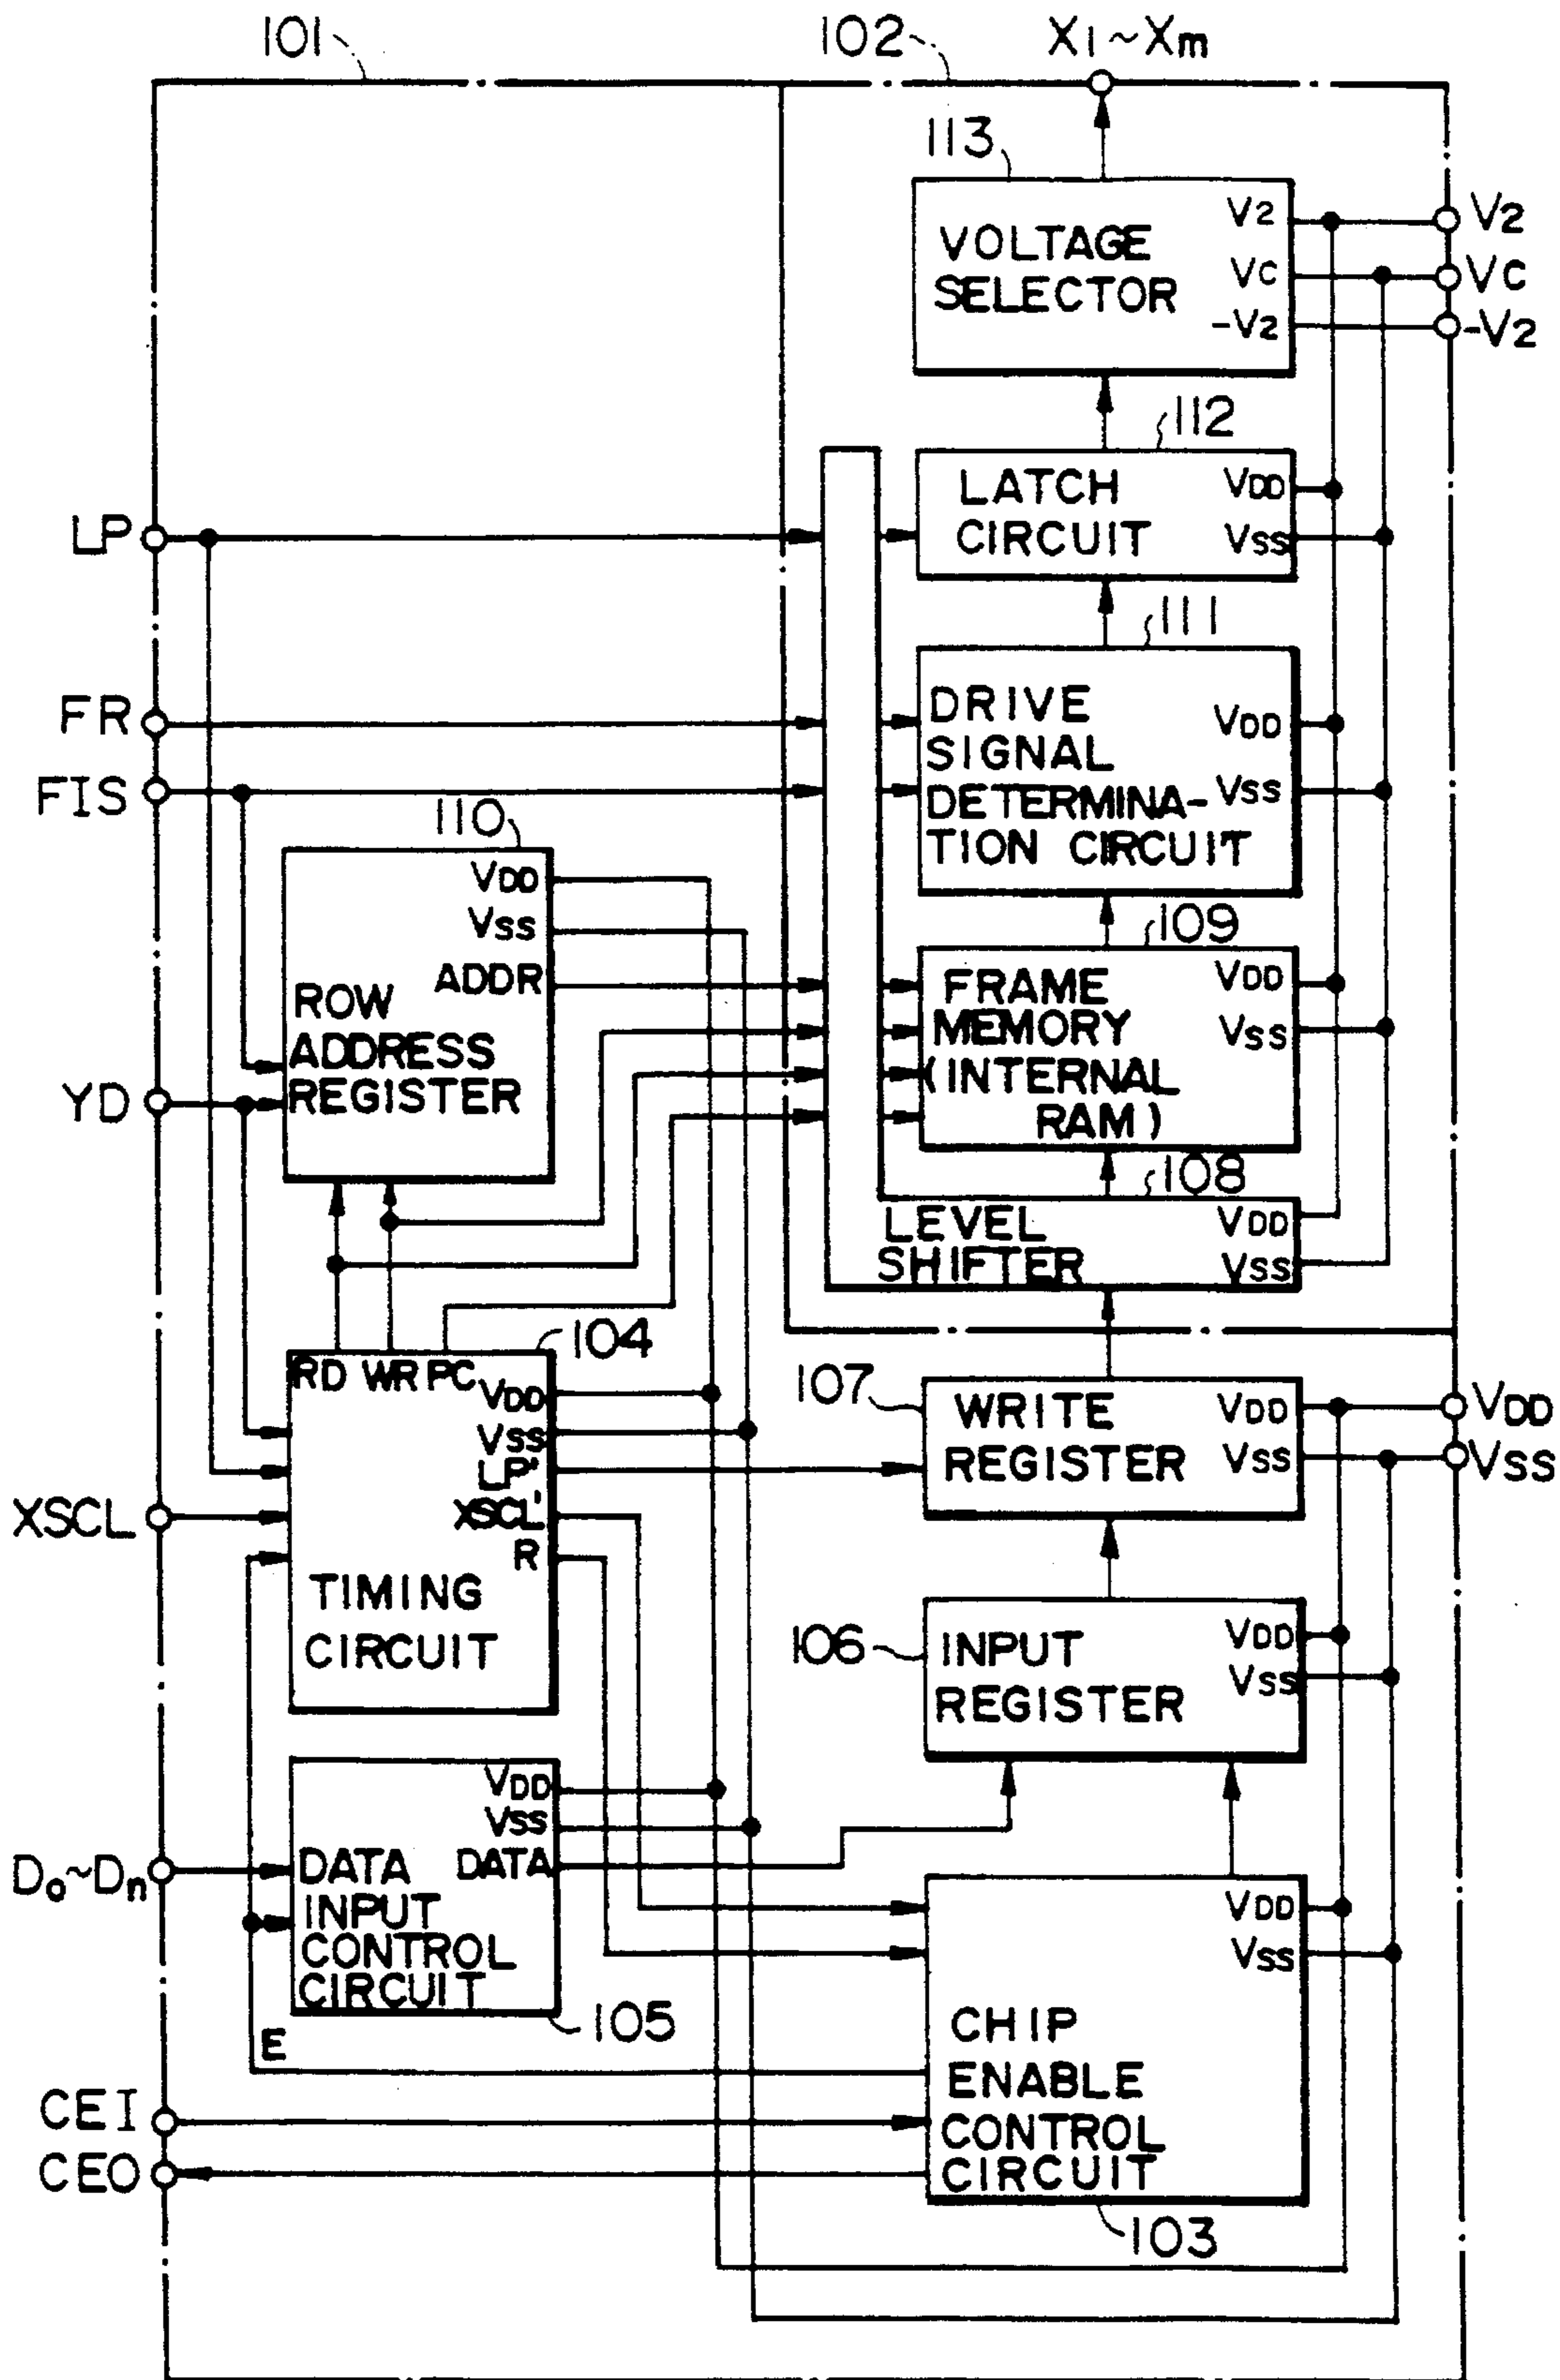 101
102
X1~Xm
113
VOLTAGE
SELECTOR
V2
VC
-V2
V2
VC
-V2
112
LATCH
CIRCUIT
VDD
VSS
LP
111
DRIVE
SIGNAL
DETERMINA-
TION CIRCUIT
VDD
VSS
FR
FIS
110
VDD
VSS
ADDR
ROW
ADDRESS
REGISTER
YD
109
FRAME
MEMORY
(INTERNAL
RAM)
VDD
VSS
108
LEVEL
SHIFTER
VDD
VSS
104
RD WR PC
VDD
VSS
LP'
XSCL'
R
TIMING
CIRCUIT
XSCL
107
WRITE
REGISTER
VDD
VSS
VDD
VSS
106
INPUT
REGISTER
VDD
VSS
VDD
VSS
DATA
DATA
INPUT
CONTROL
CIRCUIT
105
D0~Dn
E
CHIP
ENABLE
CONTROL
CIRCUIT
VDD
VSS
103
CEI
CEO